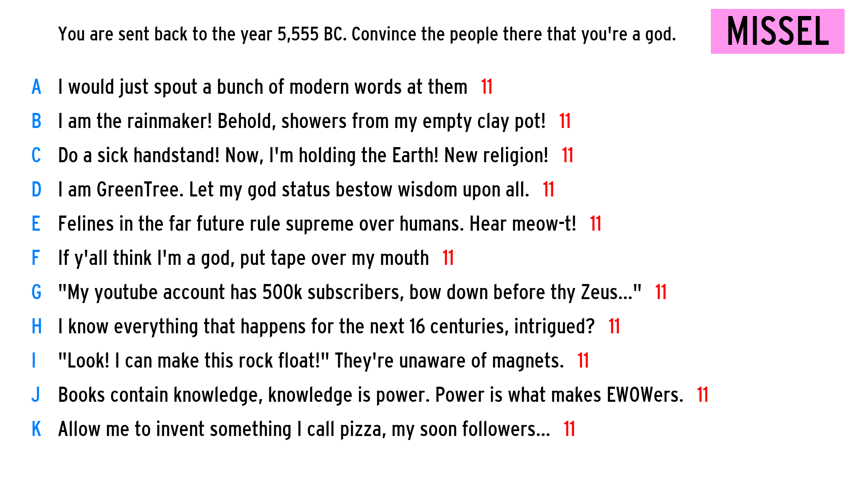 You are sent back to the year 5,555 BC. Convince the people there that you're a god.
MISSEL
A I would just spout a bunch of modern words at them 11
B I am the rainmaker! Behold, showers from my empty clay pot! 11
C Do a sick handstand! Now, I'm holding the Earth! New religion! 11
D I am GreenTree. Let my god status bestow wisdom upon all. 11
E Felines in the far future rule supreme over humans. Hear meow-t! 11
F If y'all think I'm a god, put tape over my mouth 11
G "My youtube account has 500k subscribers, bow down before thy Zeus..." 11
H I know everything that happens for the next 16 centuries, intrigued? 11
I "Look! I can make this rock float!" They're unaware of magnets. 11
J Books contain knowledge, knowledge is power. Power is what makes EWOWers. 11
K Allow me to invent something I call pizza, my soon followers... 11